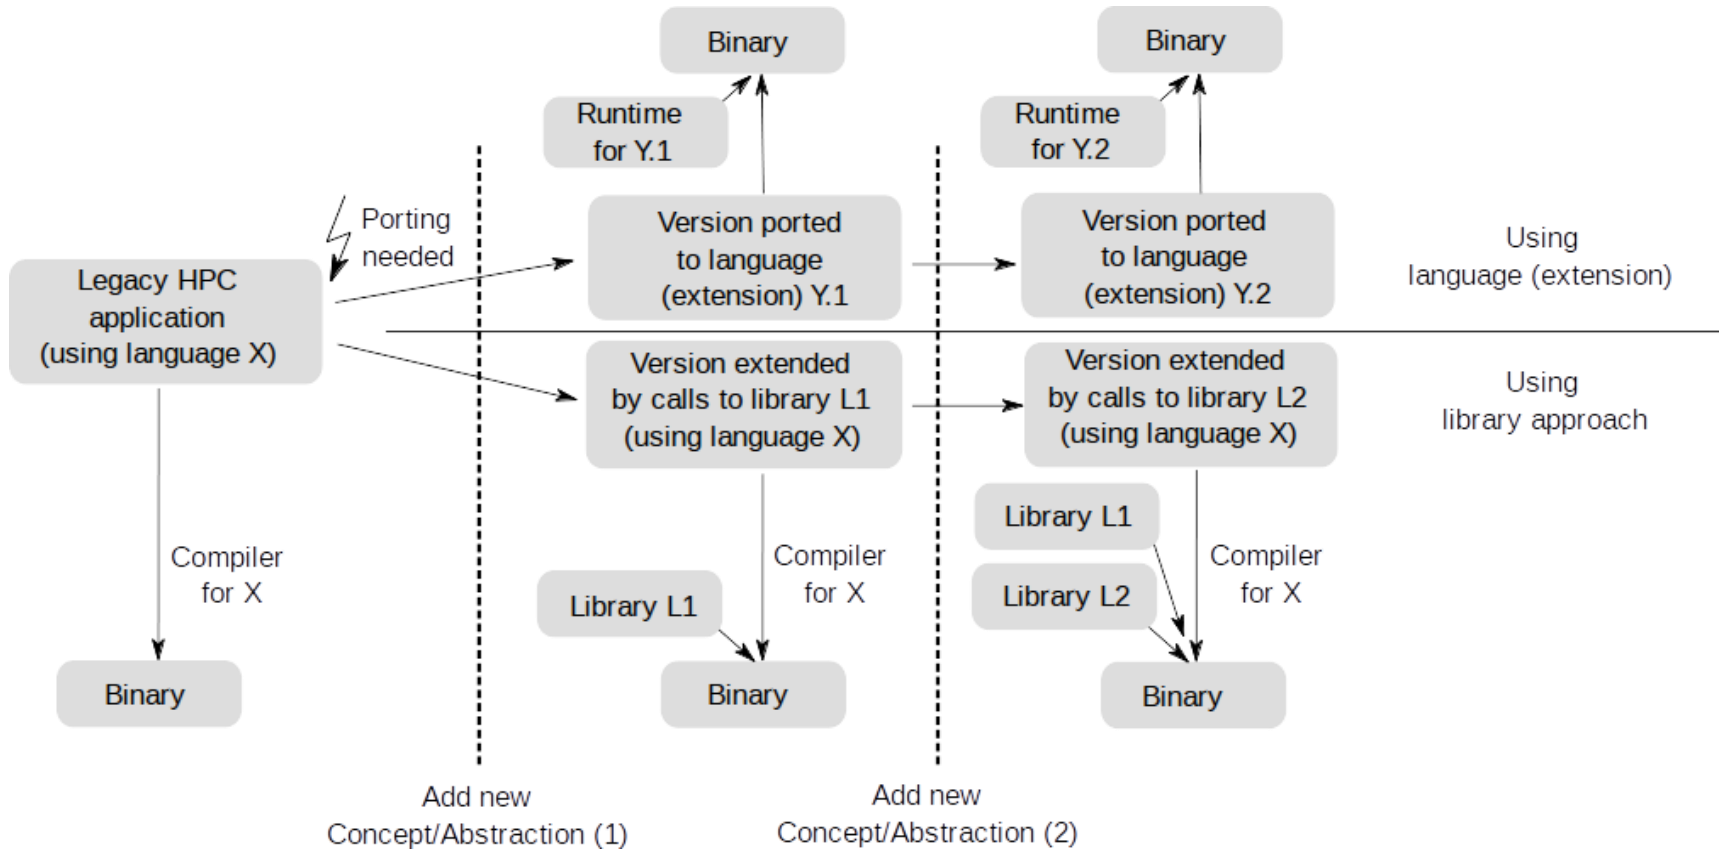 Binary
Binary
Runtime
for Y.1
Runtime
for Y.2
Porting
needed
Version ported
to language
(extension) Y.1
Version ported
to language
(extension) Y.2
Using
language (extension)
Legacy HPC
application
(using language X)
Version extended
by calls to library L1
(using language X)
Version extended
by calls to library L2
(using language X)
Using
library approach
Compiler
for X
Library L1
Compiler
for X
Library L1
Library L2
Compiler
for X
Binary
Binary
Binary
Add new
Concept/Abstraction (1)
Add new
Concept/Abstraction (2)